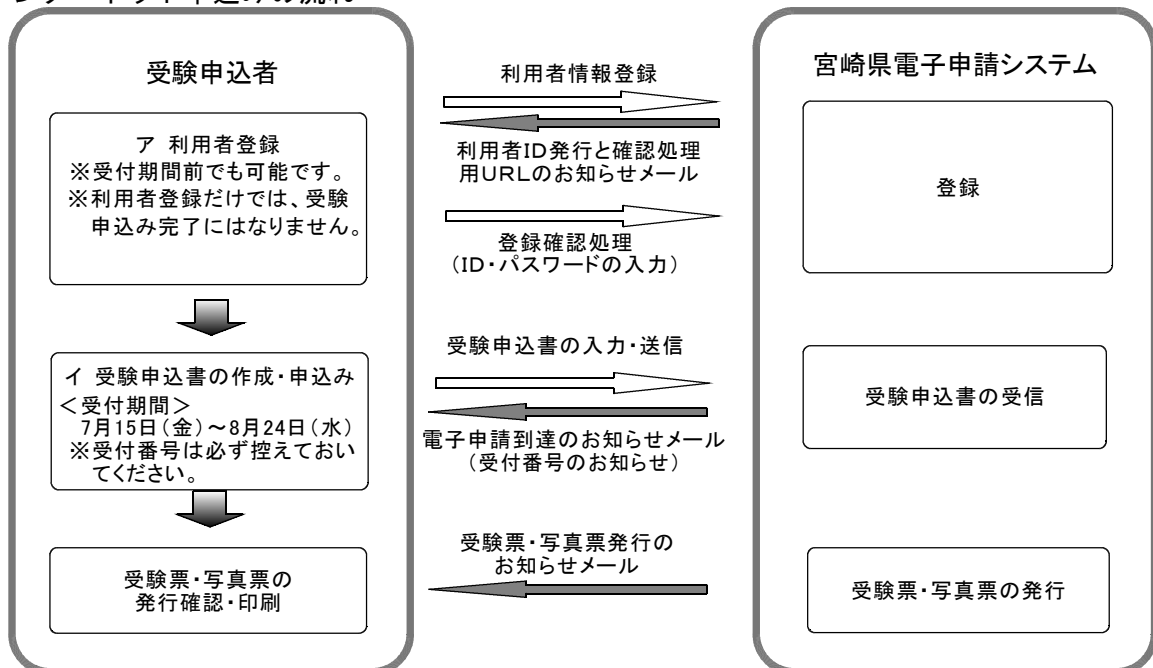 受験申込者
ア 利用者登録
※受付期間前でも可能です。
※利用者登録だけでは、受験
申込み完了にはなりません。
イ 受験申込書の作成・申込み
＜受付期間＞
7月15日（金）～8月24日（水）
※受付番号は必ず控えておい
てください。
受験票・写真票の
発行確認・印刷
利用者情報登録
利用者ID発行と確認処理
用ＵＲＬのお知らせメール
登録確認処理
（ID・パスワードの入力）
受験申込書の入力・送信
電子申請到達のお知らせメール
（受付番号のお知らせ）
受験票・写真票発行の
お知らせメール
宮崎県電子申請システム
登録
受験申込書の受信
受験票・写真票の発行